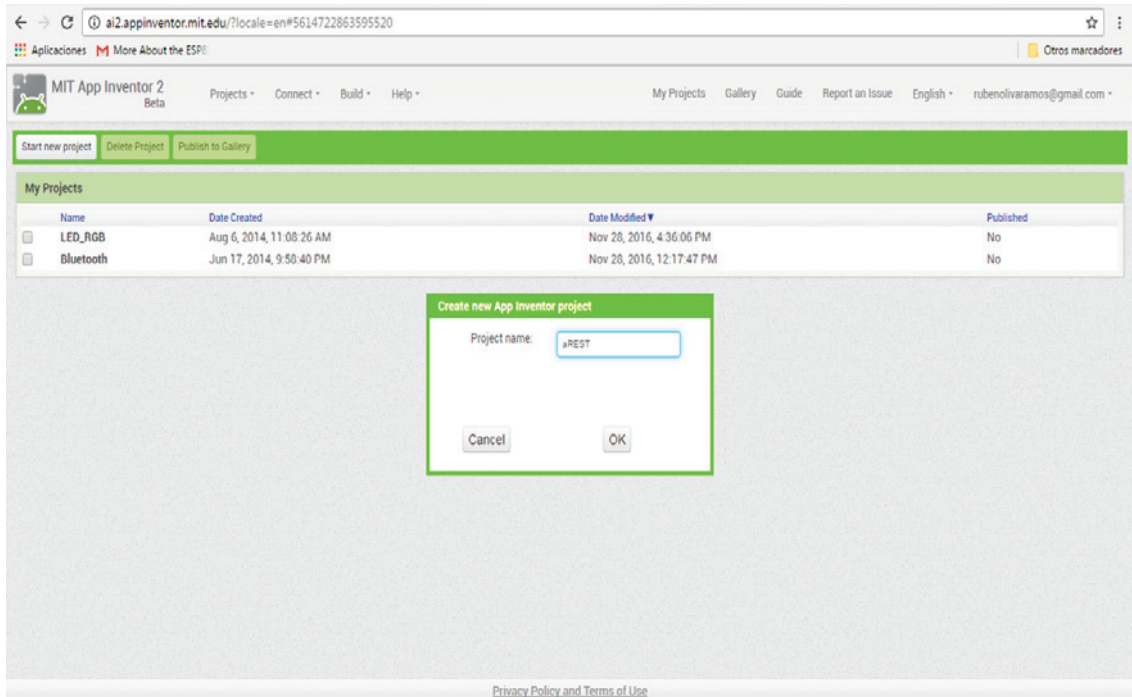 ai2.appinventor.mit.edu/?locale=en#5614722863595520
Aplicaciones More About the ESP8 Otros marcadores
MIT App Inventor 2
Beta
Projects Connect Build Help My Projects Gallery Guide Report an Issue English rubenolivaramos@gmail.com
Start new project Delete Project Publish to Gallery
My Projects
Name Date Created Date Modified Published
LED_RGB Aug 6, 2014, 11:08:26 AM Nov 28, 2016, 4:36:06 PM No
Bluetooth Jun 17, 2014, 9:58:40 PM Nov 28, 2016, 12:17:47 PM No
Create new App Inventor project
Project name: aREST
Cancel OK
Privacy Policy and Terms of Use